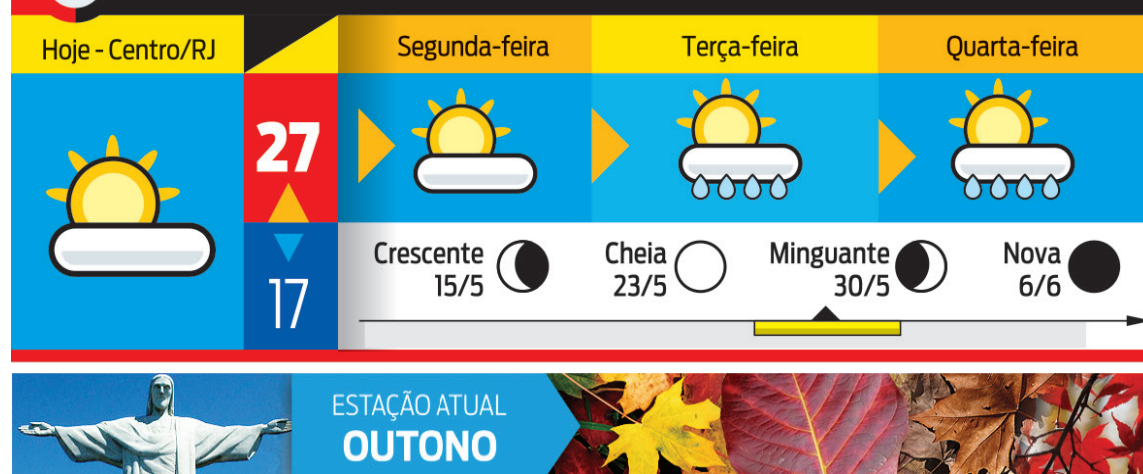 Hoje - Centro/RJ
Segunda-feira
Terça-feira
Quarta-feira
27
17
Crescente
15/5
Cheia
23/5
Minguante
30/5
Nova
6/6
ESTAÇÃO ATUAL
OUTONO